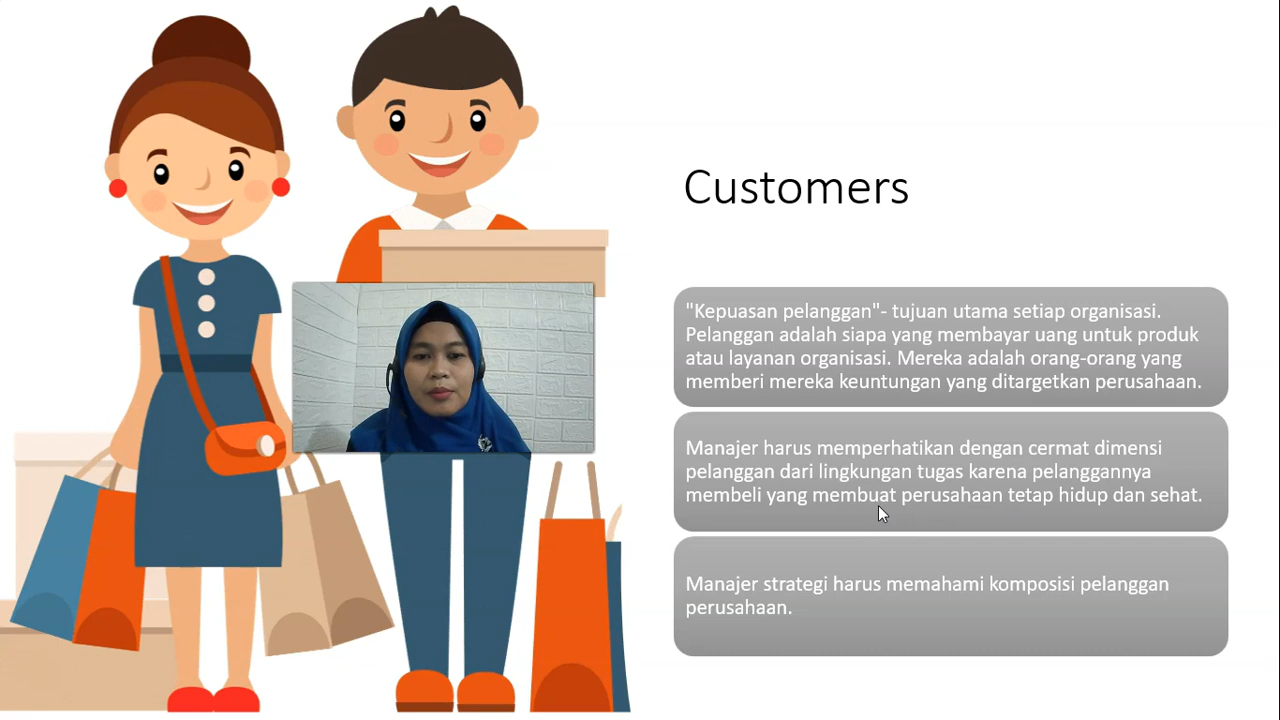 Customers
"Kepuasan pelanggan"- tujuan utama setiap organisasi.
Pelanggan adalah siapa yang membayar uang untuk produk
atau layanan organisasi. Mereka adalah orang-orang yang
memberi mereka keuntungan yang ditargetkan perusahaan.
Manajer harus memperhatikan dengan cermat dimensi
pelanggan dari lingkungan tugas karena pelanggannya
membeli yang membuat perusahaan tetap hidup dan sehat.
Manajer strategi harus memahami komposisi pelanggan
perusahaan.